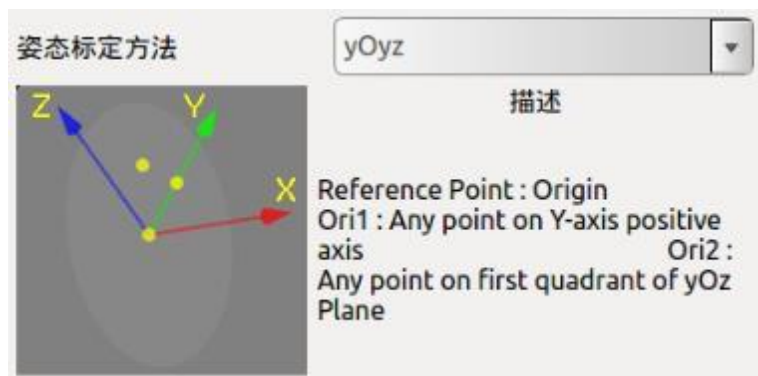 姿态标定方法
yOyz
描述
Z
Y
X
Reference Point : Origin
Ori1 : Any point on Y-axis positive
axis Ori2 :
Any point on first quadrant of yOz
Plane